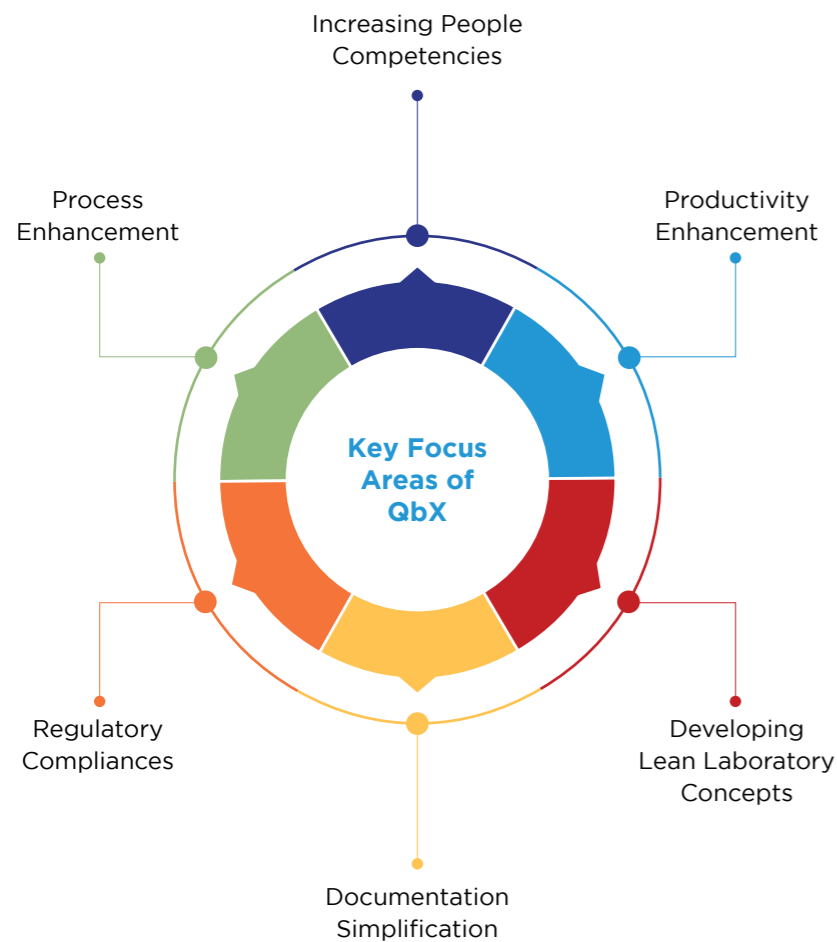 Increasing People
Competencies
Process
Enhancement
Productivity
Enhancement
Key Focus
Areas of
QbX
Regulatory
Compliances
Developing
Lean Laboratory
Concepts
Documentation
Simplification